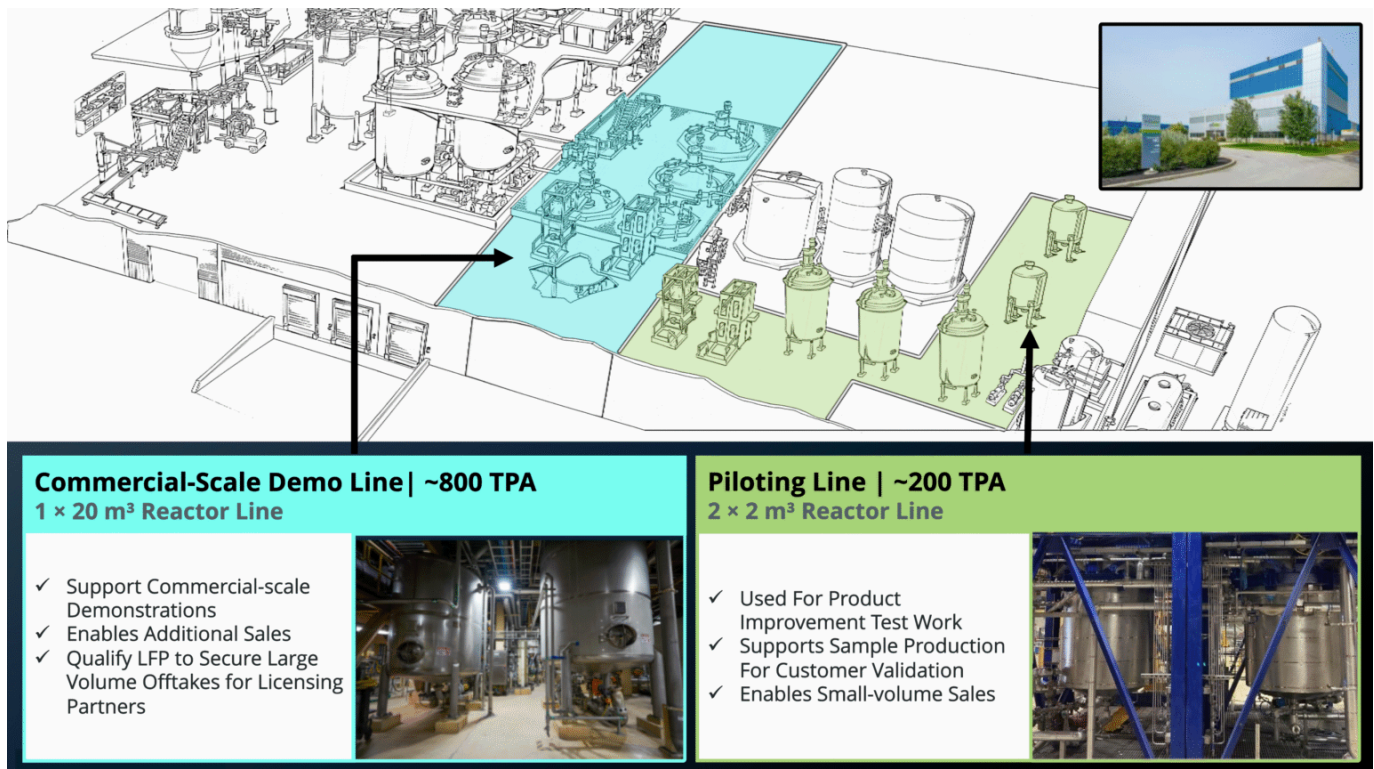 Commercial-Scale Demo Line| ~800 TPA
1 × 20 m³ Reactor Line
✓ Support Commercial-scale
Demonstrations
✓ Enables Additional Sales
✓ Qualify LFP to Secure Large
Volume Offtakes for Licensing
Partners
Piloting Line | ~200 TPA
2 × 2 m³ Reactor Line
✓ Used For Product
Improvement Test Work
✓ Supports Sample Production
For Customer Validation
✓ Enables Small-volume Sales